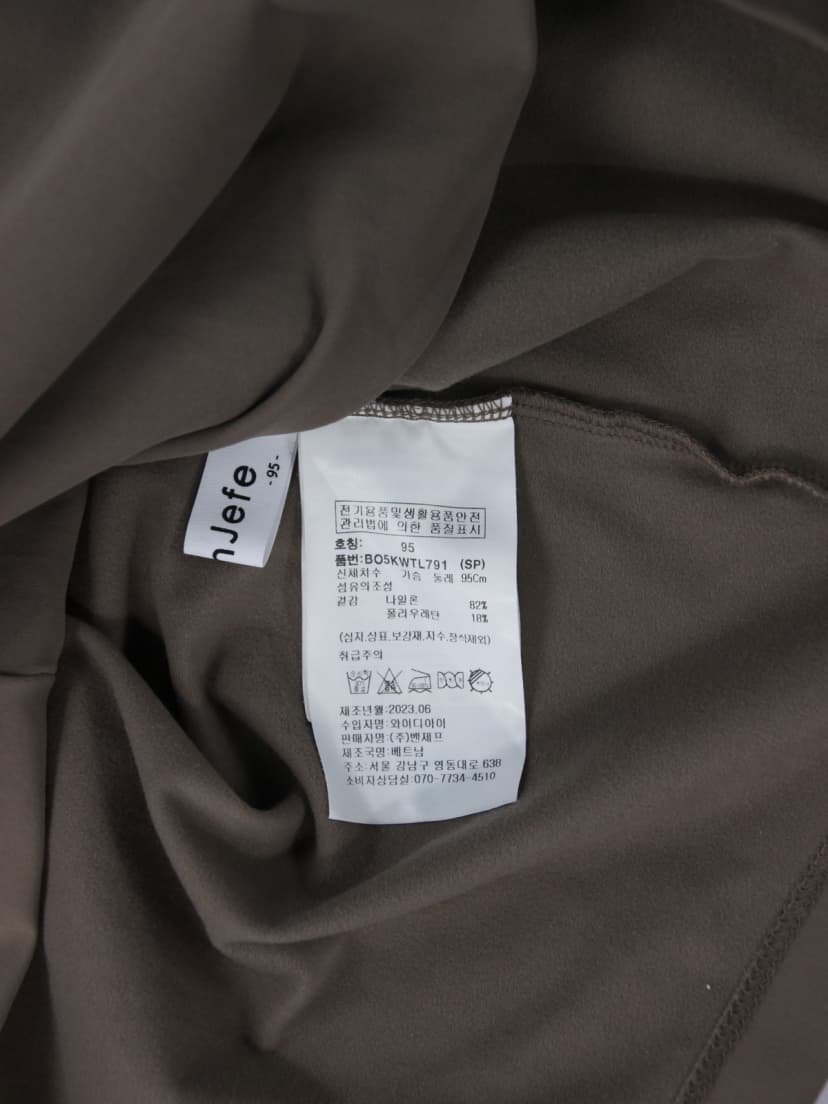 nJefe
-95-
전기용품및생활용품안전
관리법에 의한 품질표시
호칭: 95
품번:BO5KWTL791 (SP)
신체치수 가슴 둘레 95Cm
섬유의조성
겉감 나일론 82%
폴리우레탄 18%
(심지,상표,보강재,자수,장식제외)
취급주의
제조년월:2023.06
수입자명:와이디아이
판매자명:(주)벤제프
제조국명:베트남
주소:서울 강남구 영동대로 638
소비자상담실:070-7734-4510